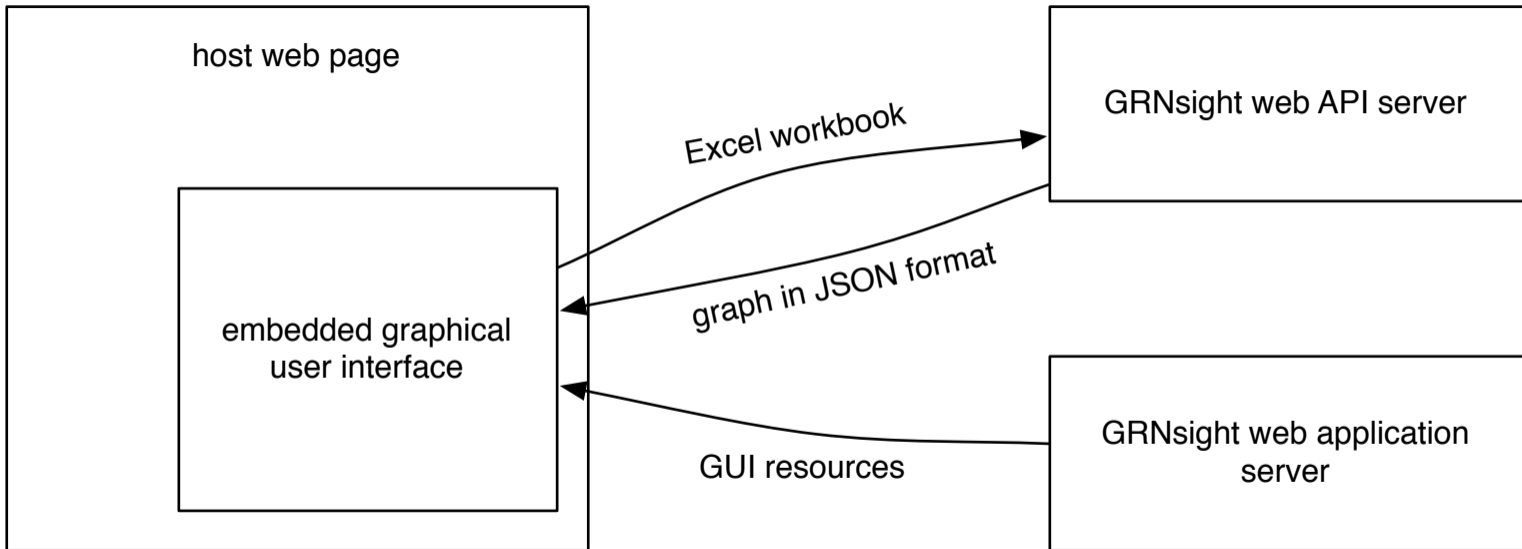 host web page
GRNsight web API server
Excel workbook
graph in JSON format
embedded graphical
user interface
GRNsight web application
server
GUI resources